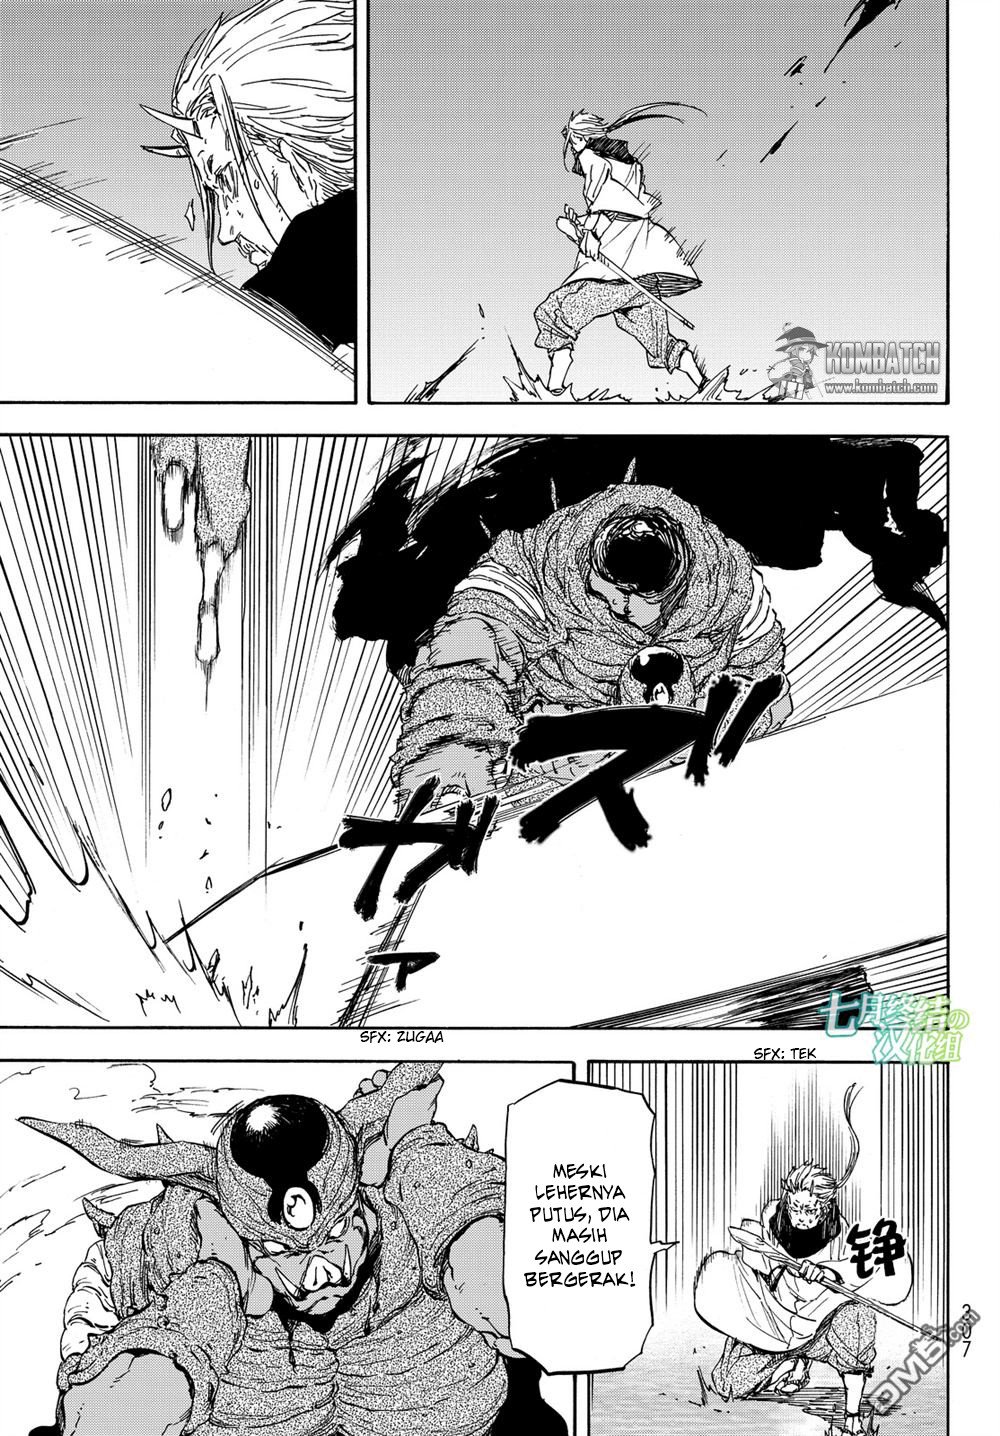 KOMBATCH
www.kombatch.com
ズガ
ガ
ァ
SFX: ZUGAA
七月终结の
汉化组
SFX: TEK
MESKI
LEHERNYA
PUTUS, DIA
MASIH
SANGGUP
BERGERAK!
铮
307